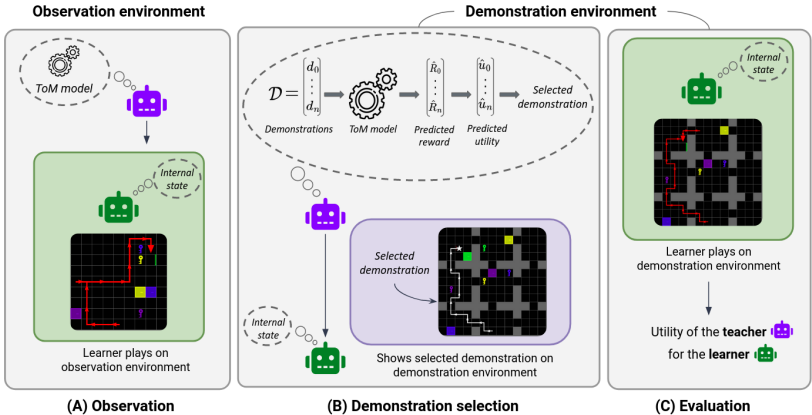 Observation environment
Demonstration environment
ToM model
Internal
state
Learner plays on
observation environment
(A) Observation
𝒟 = [d₀ ⋮ dₙ]
[R̂₀ ⋮ R̂ₙ]
[û₀ ⋮ ûₙ]
Selected
demonstration
Demonstrations
ToM model
Predicted
reward
Predicted
utility
Selected
demonstration
Internal
state
Shows selected demonstration on
demonstration environment
(B) Demonstration selection
Internal
state
Learner plays on
demonstration environment
Utility of the teacher
for the learner
(C) Evaluation